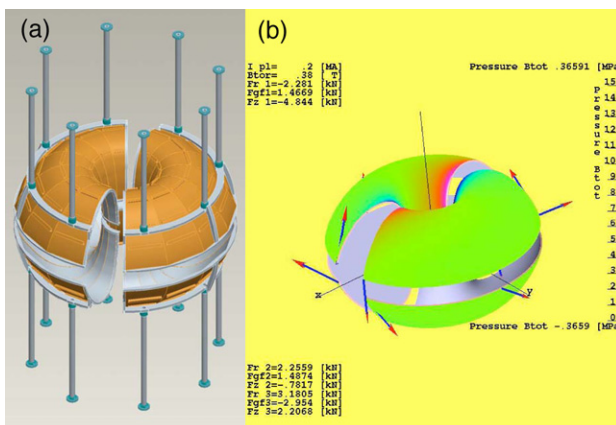 (a)
(b)
I pl= .2 [MA]
Btor= .38 [ T]
Fr 1=-2.281 [kN]
Fgf1=1.4669 [kN]
Fz 1=-4.844 [kN]
Pressure Btot .36591 [MPa
Pressure Btot
15
14
13
12
11
10
9
8
7
6
5
4
3
2
1
0
x
y
Pressure Btot -.3659 [MPa
Fr 2=2.2559 [kN]
Fgf2=1.4874 [kN]
Fz 2=-.7817 [kN]
Fr 3=3.1805 [kN]
Fgf3=-2.954 [kN]
Fz 3=2.2068 [kN]